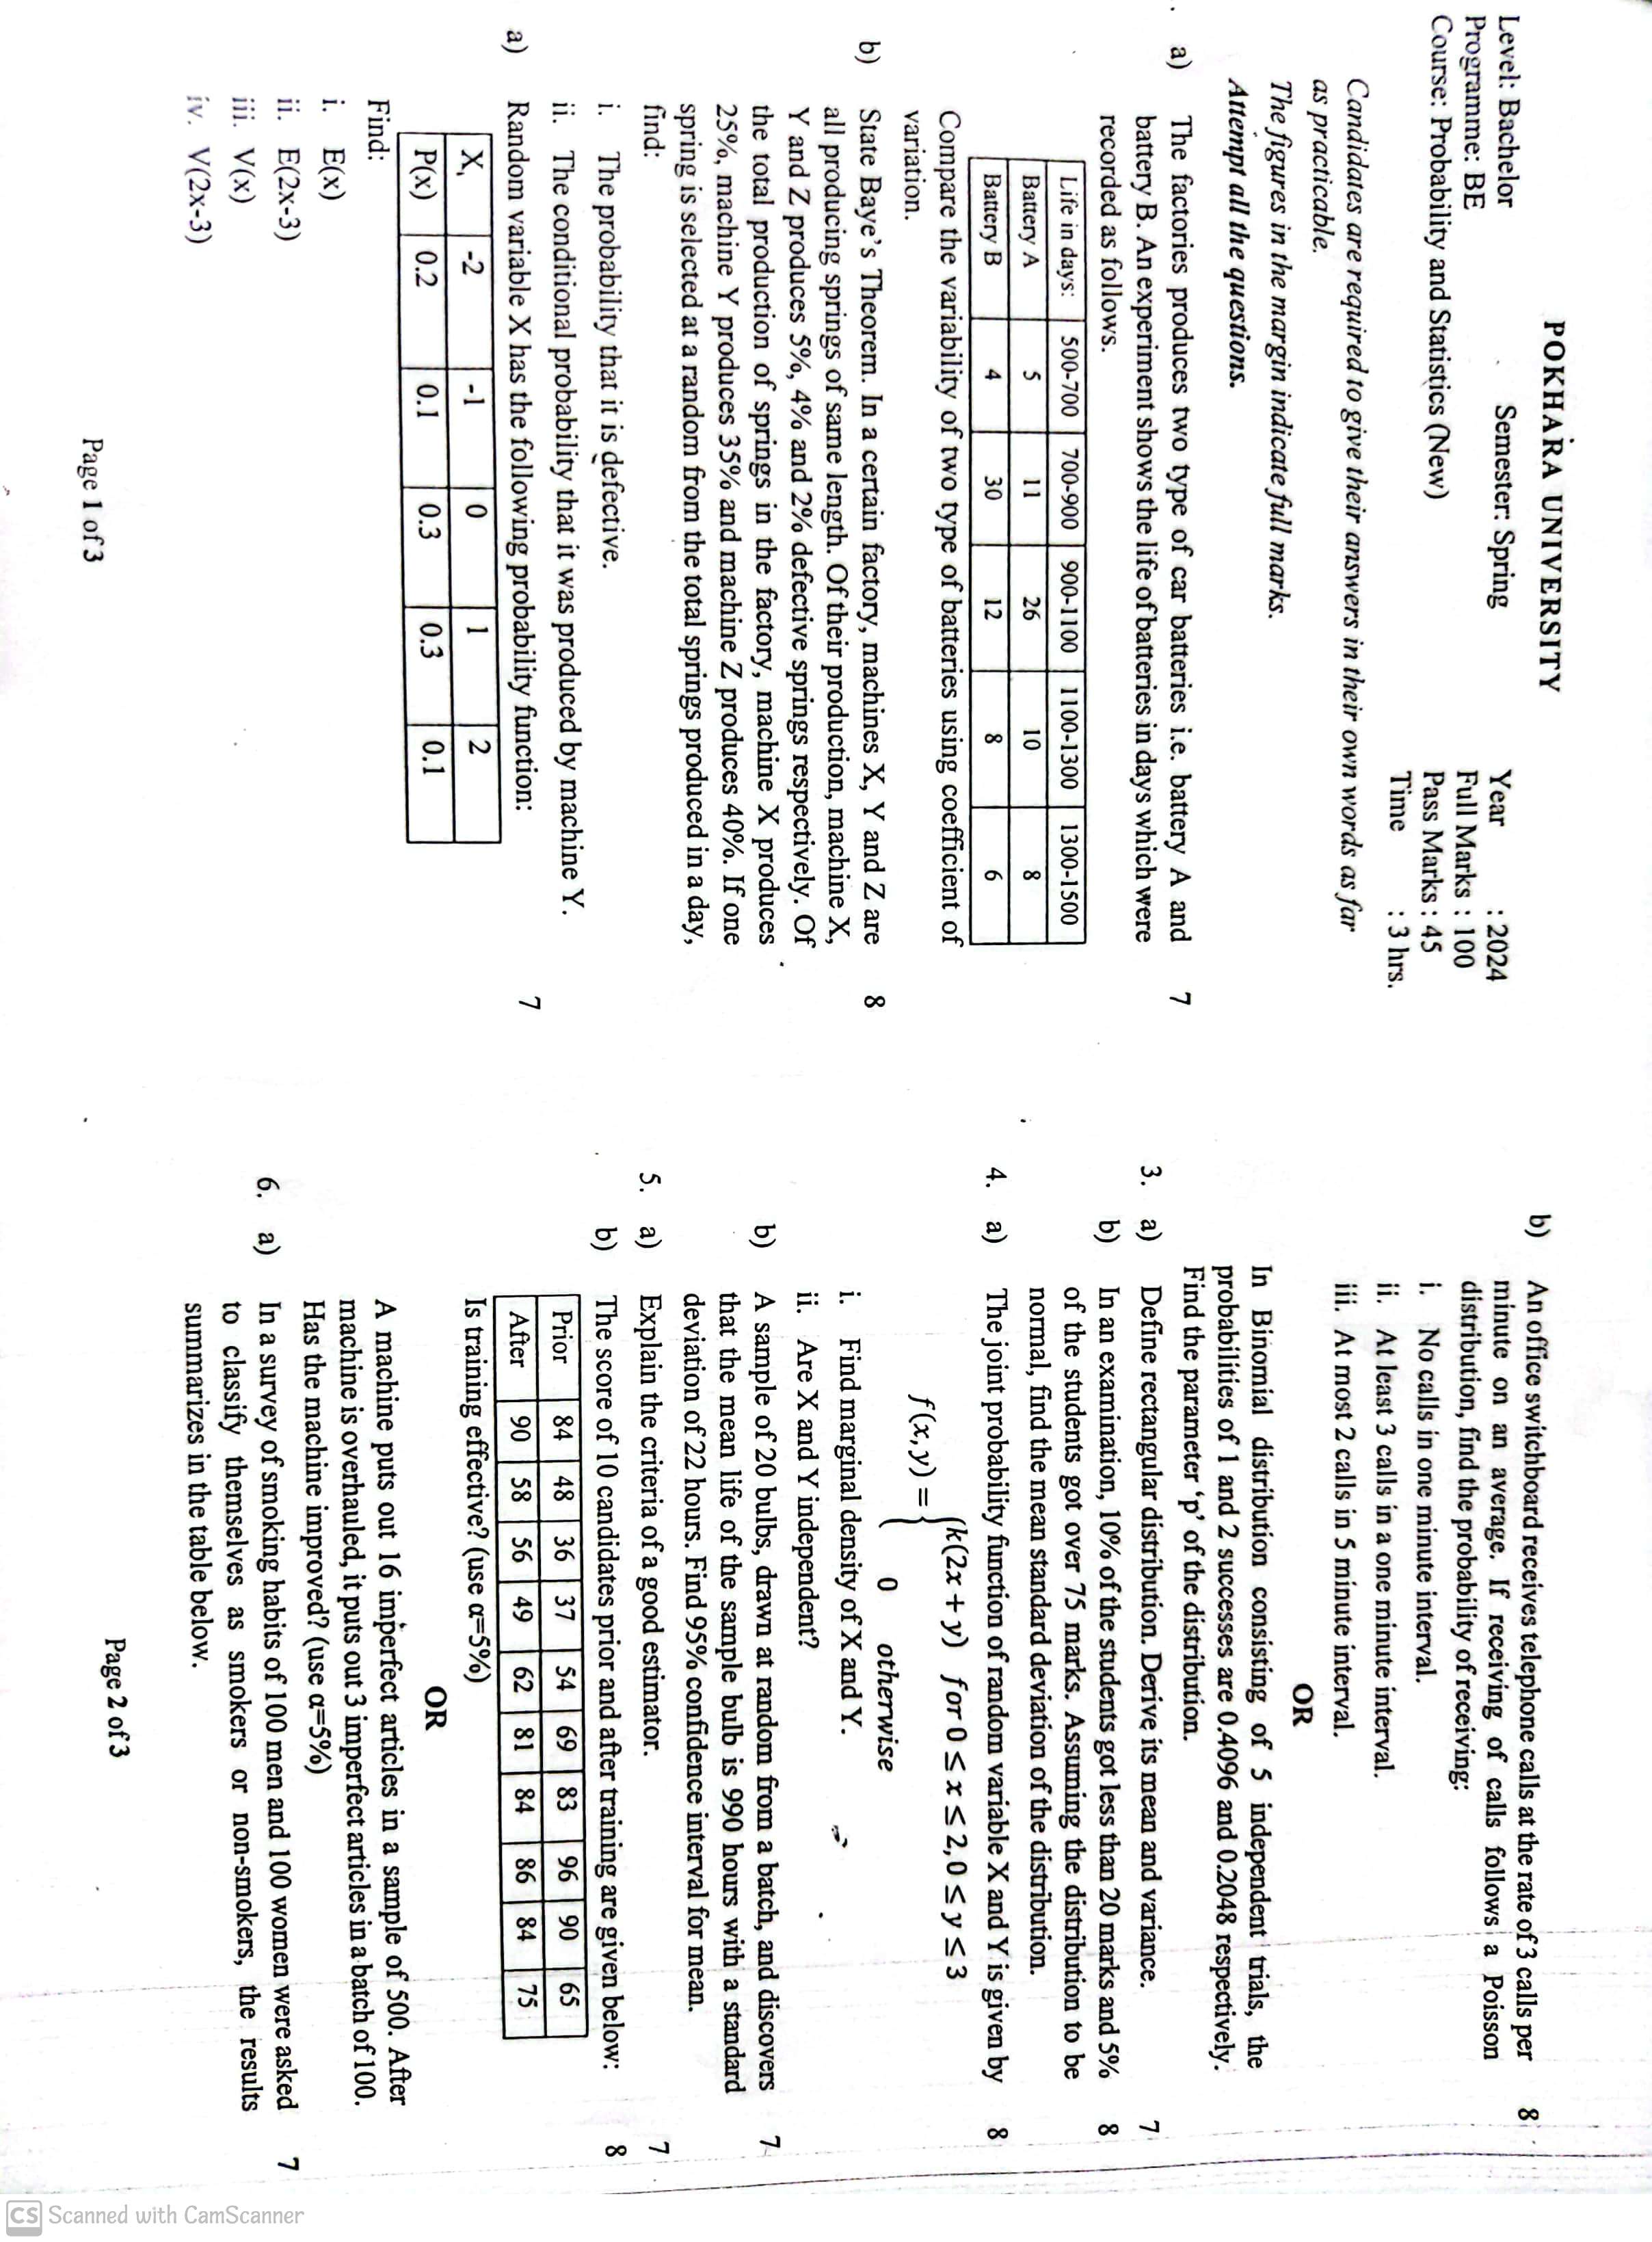 POKHARA UNIVERSITY
Level: Bachelor Semester: Spring Year : 2024
Programme: BE Full Marks : 100
Course: Probability and Statistics (New) Pass Marks : 45
Time : 3 hrs.
Candidates are required to give their answers in their own words as far
as practicable.
The figures in the margin indicate full marks.
Attempt all the questions.
. a) The factories produces two type of car batteries i.e. battery A and 7
battery B. An experiment shows the life of batteries in days which were
recorded as follows.
Life in days: 500-700 700-900 900-1100 1100-1300 1300-1500
Battery A 5 11 26 10 8
Battery B 4 30 12 8 6
Compare the variability of two type of batteries using coefficient of
variation.
b) State Baye's Theorem. In a certain factory, machines X, Y and Z are 8
all producing springs of same length. Of their production, machine X,
Y and Z produces 5%, 4% and 2% defective springs respectively. Of
the total production of springs in the factory, machine X produces
25%, machine Y produces 35% and machine Z produces 40%. If one
spring is selected at a random from the total springs produced in a day,
find:
i. The probability that it is defective.
ii. The conditional probability that it was produced by machine Y.
a) Random variable X has the following probability function: 7
X, -2 -1 0 1 2
P(x) 0.2 0.1 0.3 0.3 0.1
Find:
i. E(x)
ii. E(2x-3)
iii. V(x)
iv. V(2x-3)
Page 1 of 3
b) An office switchboard receives telephone calls at the rate of 3 calls per 8
minute on an average. If receiving of calls follows a Poisson
distribution, find the probability of receiving:
i. No calls in one minute interval.
ii. At least 3 calls in a one minute interval.
iii. At most 2 calls in 5 minute interval.
OR
In Binomial distribution consisting of 5 independent trials, the
probabilities of 1 and 2 successes are 0.4096 and 0.2048 respectively.
Find the parameter 'p' of the distribution.
3. a) Define rectangular distribution. Derive its mean and variance. 7
b) In an examination, 10% of the students got less than 20 marks and 5% 8
of the students got over 75 marks. Assuming the distribution to be
normal, find the mean standard deviation of the distribution.
4. a) The joint probability function of random variable X and Y is given by 8
f(x,y) = { k(2x + y) for 0 ≤ x ≤ 2, 0 ≤ y ≤ 3
0 otherwise
i. Find marginal density of X and Y.
ii. Are X and Y independent?
b) A sample of 20 bulbs, drawn at random from a batch, and discovers 7
that the mean life of the sample bulb is 990 hours with a standard
deviation of 22 hours. Find 95% confidence interval for mean.
5. a) Explain the criteria of a good estimator. 7
b) The score of 10 candidates prior and after training are given below: 8
Prior 84 48 36 37 54 69 83 96 90 65
After 90 58 56 49 62 81 84 86 84 75
Is training effective? (use α=5%)
OR
A machine puts out 16 imperfect articles in a sample of 500. After
machine is overhauled, it puts out 3 imperfect articles in a batch of 100.
Has the machine improved? (use α=5%)
6. a) In a survey of smoking habits of 100 men and 100 women were asked 7
to classify themselves as smokers or non-smokers, the results
summarizes in the table below.
Page 2 of 3
CS Scanned with CamScanner